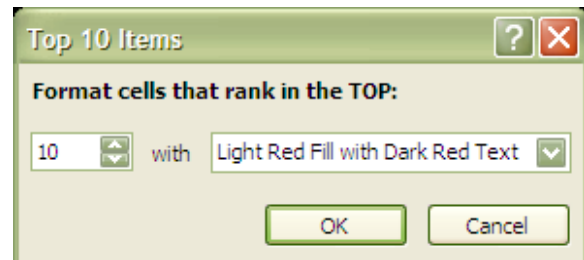 Top 10 Items
Format cells that rank in the TOP:
10 with Light Red Fill with Dark Red Text
OK Cancel